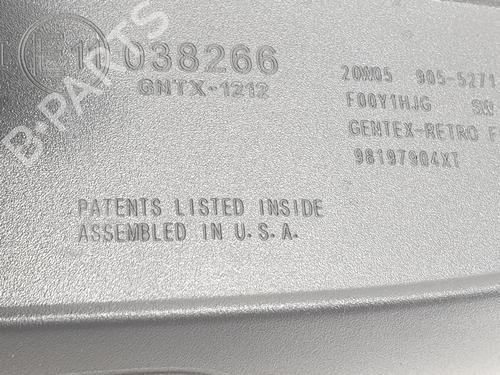 E11 038266
GNTX-1212
20W05 905-5271
F00Y1HJG
GENTEX-RETRO F
98197904XT
PATENTS LISTED INSIDE
ASSEMBLED IN U.S.A.
B-PARTS